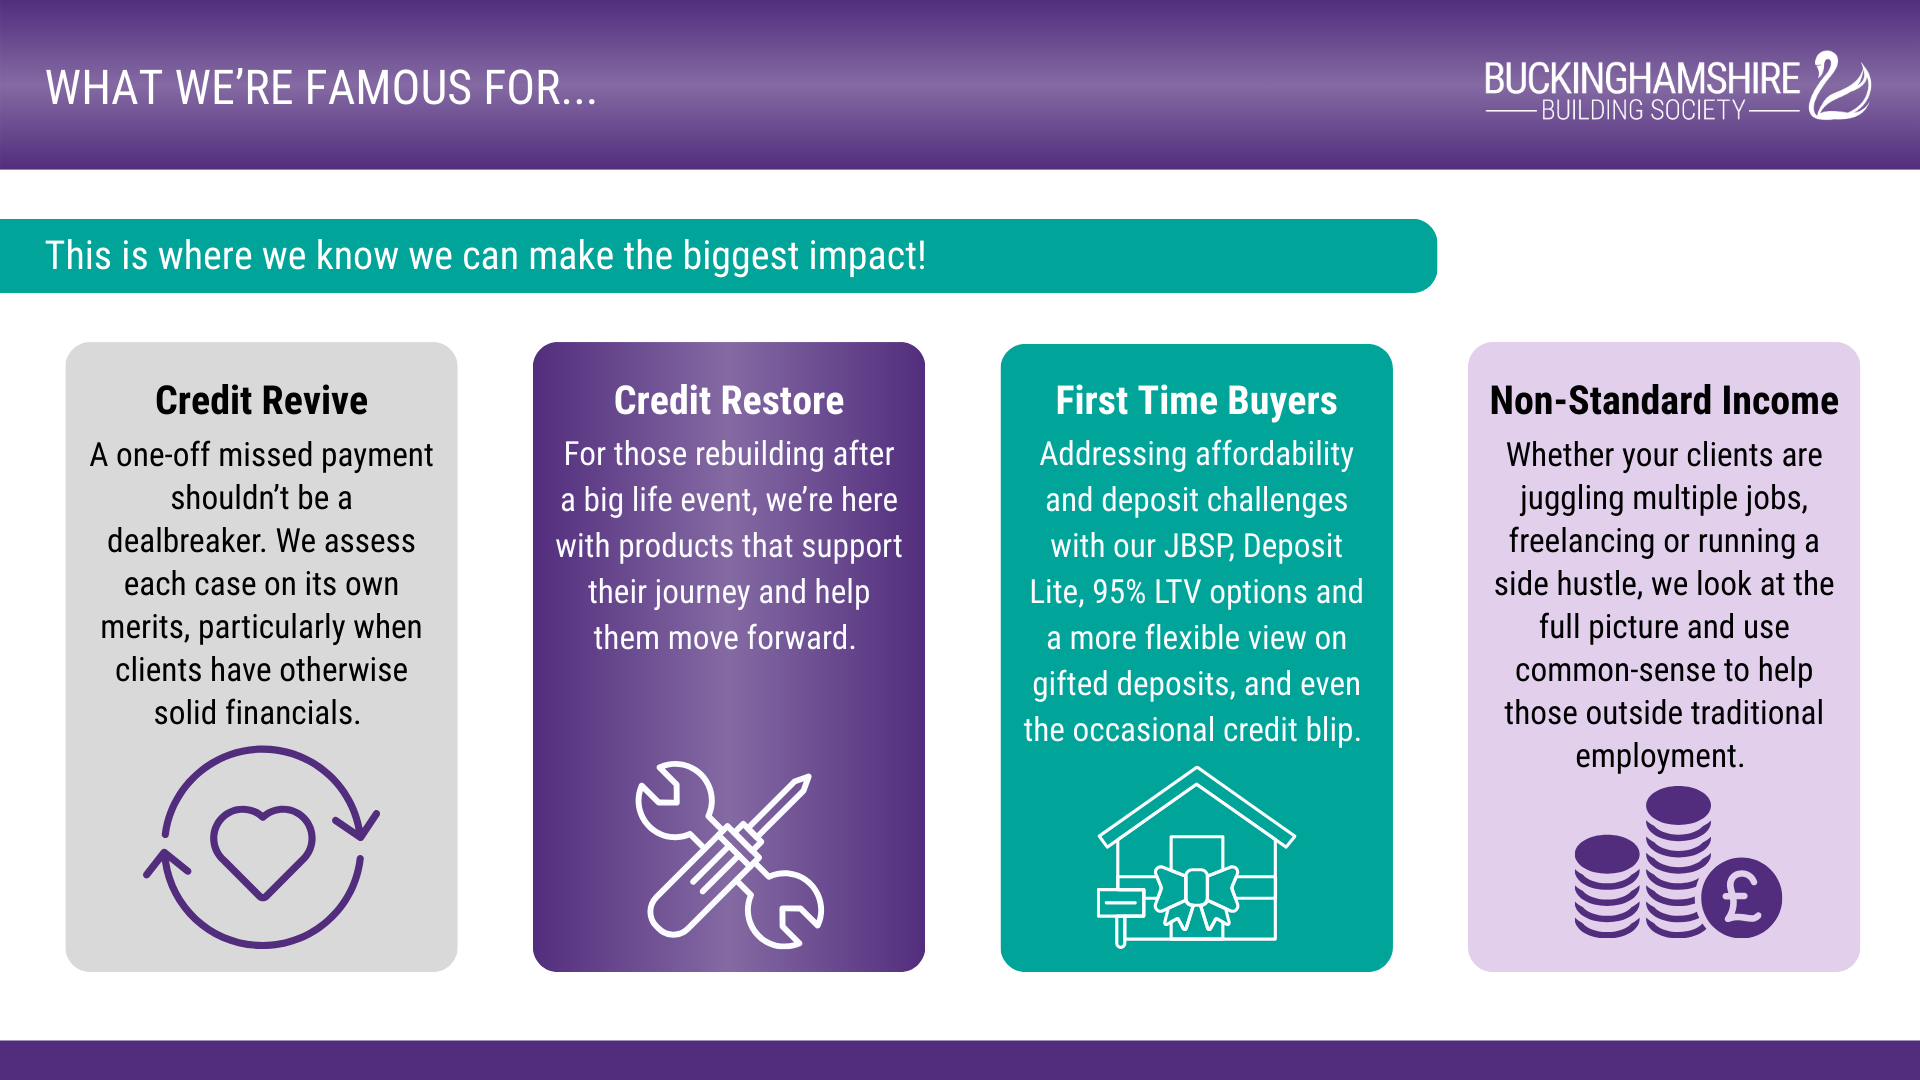 WHAT WE’RE FAMOUS FOR...
BUCKINGHAMSHIRE
BUILDING SOCIETY
This is where we know we can make the biggest impact!
Credit Revive
A one-off missed payment
shouldn’t be a
dealbreaker. We assess
each case on its own
merits, particularly when
clients have otherwise
solid financials.
Credit Restore
For those rebuilding after
a big life event, we’re here
with products that support
their journey and help
them move forward.
First Time Buyers
Addressing affordability
and deposit challenges
with our JBSP, Deposit
Lite, 95% LTV options and
a more flexible view on
gifted deposits, and even
the occasional credit blip.
Non-Standard Income
Whether your clients are
juggling multiple jobs,
freelancing or running a
side hustle, we look at the
full picture and use
common-sense to help
those outside traditional
employment.
£